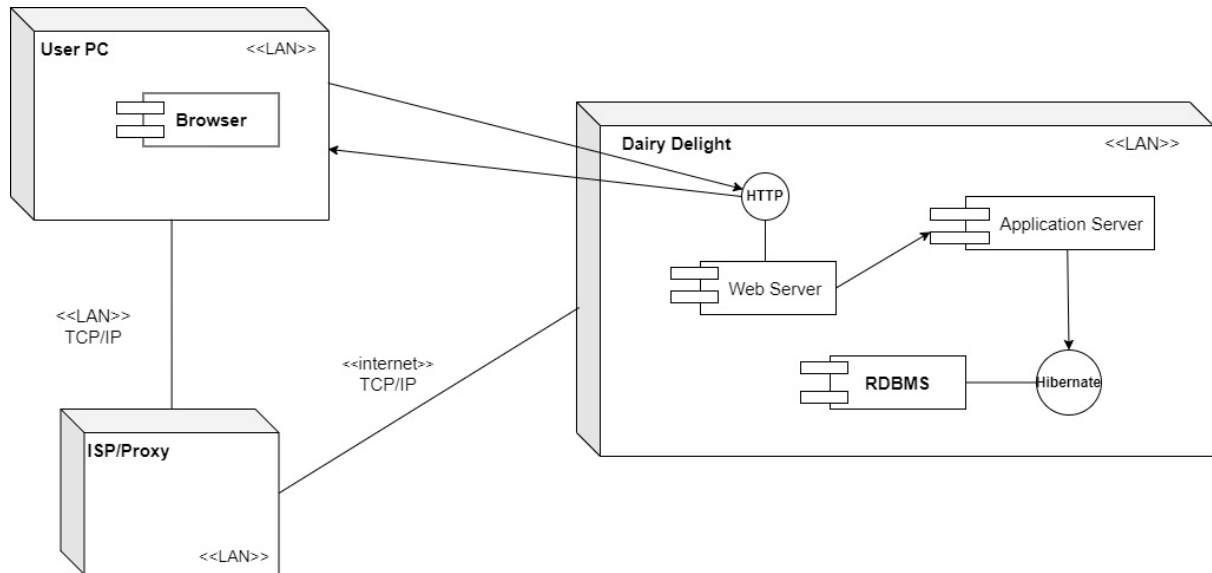 User PC
<<LAN>>
Browser
Dairy Delight
<<LAN>>
HTTP
Application Server
Web Server
<<LAN>>
TCP/IP
<<internet>>
TCP/IP
RDBMS
Hibernate
ISP/Proxy
<<LAN>>